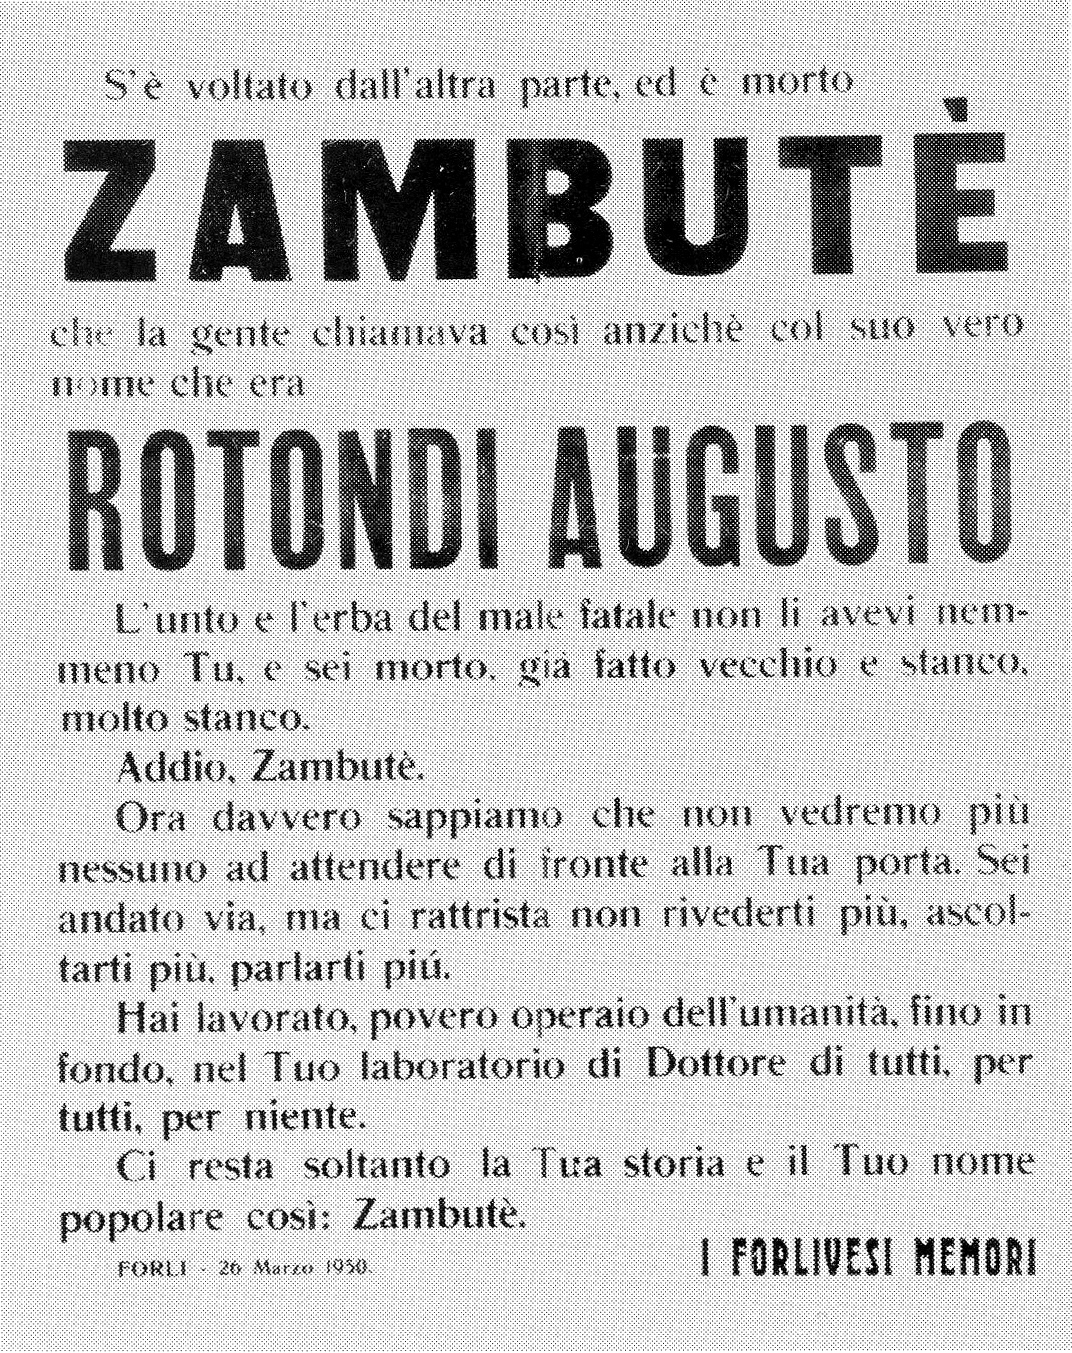 S'è voltato dall'altra parte, ed è morto
ZAMBUTÈ
che la gente chiamava così anzichè col suo vero
nome che era
ROTONDI AUGUSTO
L'unto e l'erba del male fatale non li avevi nem-
meno Tu, e sei morto, già fatto vecchio e stanco,
molto stanco.
Addio, Zambutè.
Ora davvero sappiamo che non vedremo più
nessuno ad attendere di fronte alla Tua porta. Sei
andato via, ma ci rattrista non rivederti più, ascol-
tarti più, parlarti piú.
Hai lavorato, povero operaio dell'umanità, fino in
fondo, nel Tuo laboratorio di Dottore di tutti, per
tutti, per niente.
Ci resta soltanto la Tua storia e il Tuo nome
popolare così: Zambutè.
FORLI - 26 Marzo 1950.
I FORLIVESI MEMORI